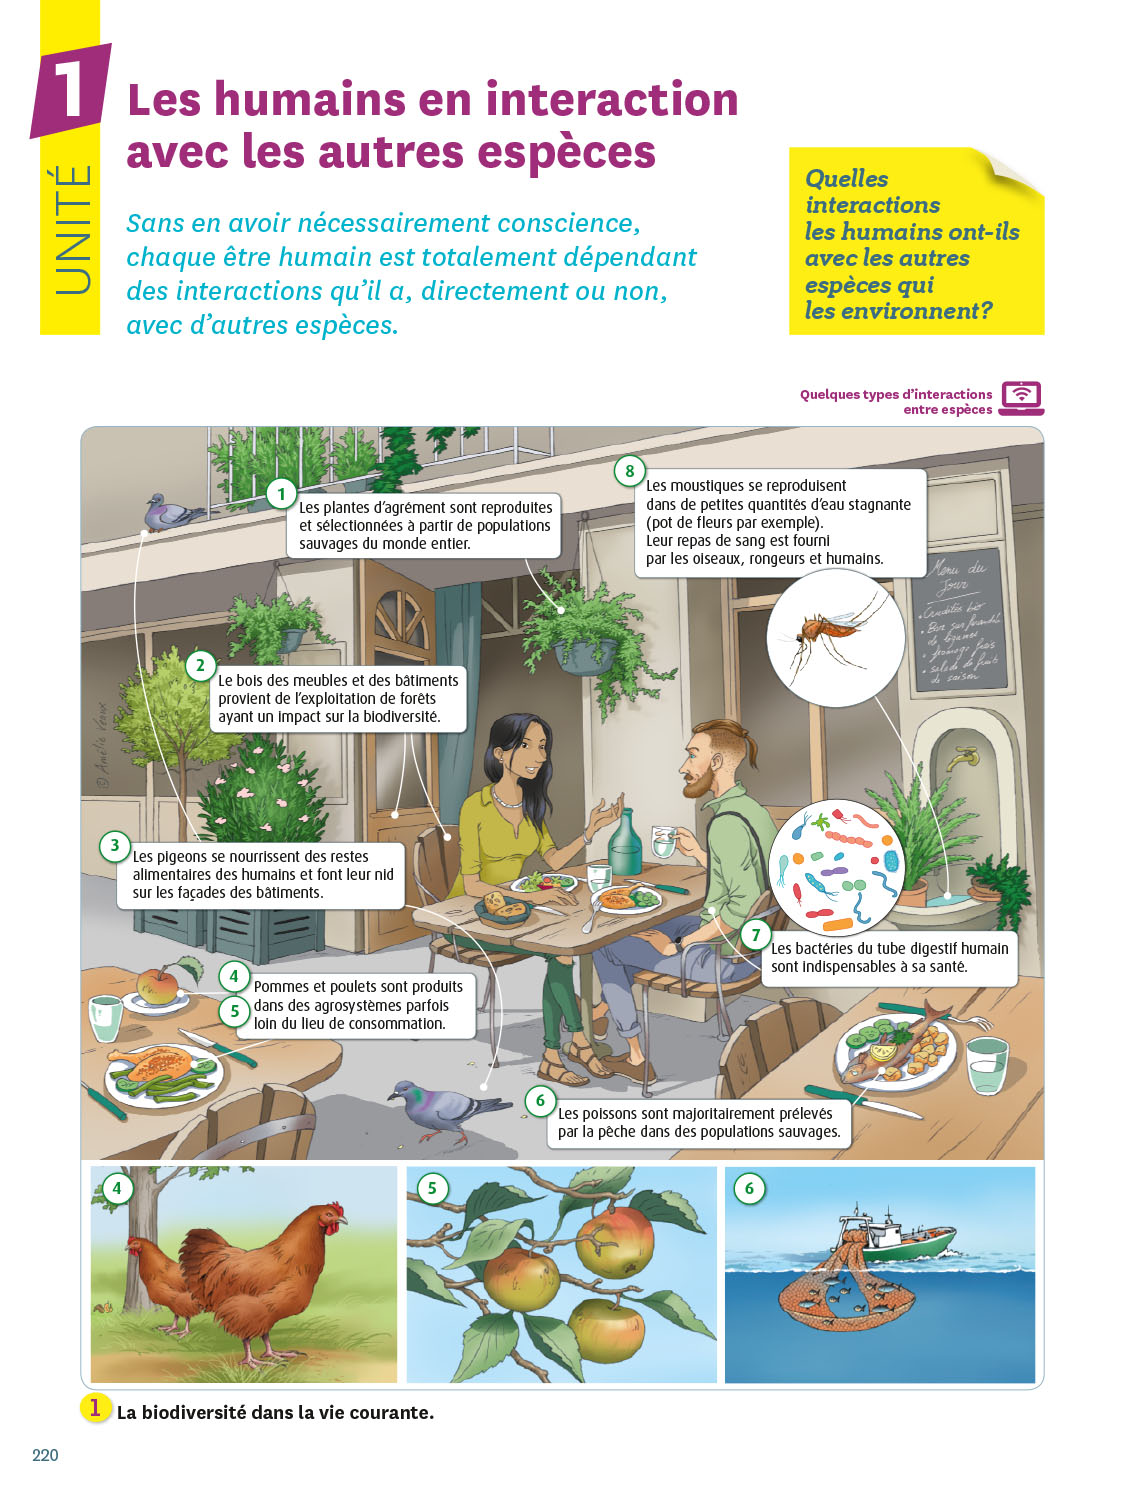 1
UNITÉ
Les humains en interaction
avec les autres espèces
Sans en avoir nécessairement conscience,
chaque être humain est totalement dépendant
des interactions qu'il a, directement ou non,
avec d'autres espèces.
Quelles
interactions
les humains ont-ils
avec les autres
espèces qui
les environnent?
Quelques types d'interactions
entre espèces
1
Les plantes d'agrément sont reproduites
et sélectionnées à partir de populations
sauvages du monde entier.
8
Les moustiques se reproduisent
dans de petites quantités d'eau stagnante
(pot de fleurs par exemple).
Leur repas de sang est fourni
par les oiseaux, rongeurs et humains.
Menu du
Jour
• Crudités bio
• Bar sur fondue
de légumes
• fromage frais
• salade de fruits
de saison
2
Le bois des meubles et des bâtiments
provient de l'exploitation de forêts
ayant un impact sur la biodiversité.
© Amélie Veaux
3
Les pigeons se nourrissent des restes
alimentaires des humains et font leur nid
sur les façades des bâtiments.
7
Les bactéries du tube digestif humain
sont indispensables à sa santé.
4
5
Pommes et poulets sont produits
dans des agrosystèmes parfois
loin du lieu de consommation.
6
Les poissons sont majoritairement prélevés
par la pêche dans des populations sauvages.
4
5
6
1 La biodiversité dans la vie courante.
220